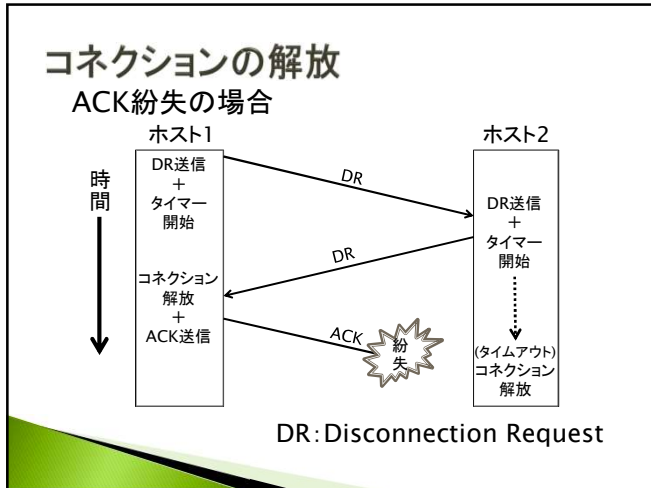 コネクションの解放
ACK紛失の場合
ホスト1
ホスト2
時
間
DR送信
+
タイマー
開始
DR
DR送信
+
タイマー
開始
DR
コネクション
解放
+
ACK送信
ACK
紛
失
(タイムアウト)
コネクション
解放
DR:Disconnection Request